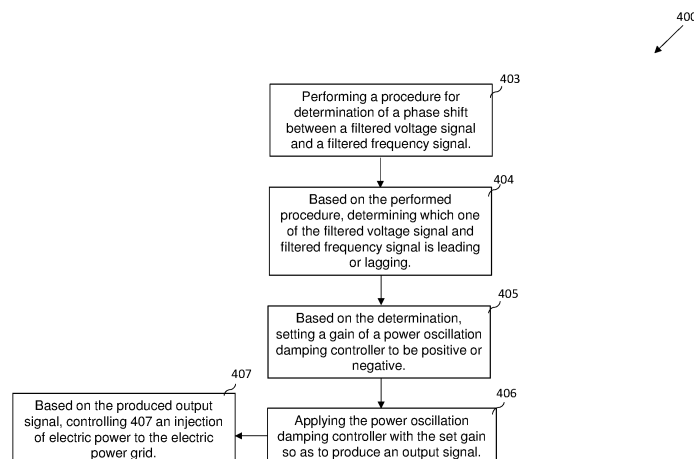 400
403
Performing a procedure for
determination of a phase shift
between a filtered voltage signal
and a filtered frequency signal.
404
Based on the performed
procedure, determining which one
of the filtered voltage signal and
filtered frequency signal is leading
or lagging.
405
Based on the determination,
setting a gain of a power oscillation
damping controller to be positive or
negative.
407
Based on the produced output
signal, controlling 407 an injection
of electric power to the electric
power grid.
406
Applying the power oscillation
damping controller with the set gain
so as to produce an output signal.